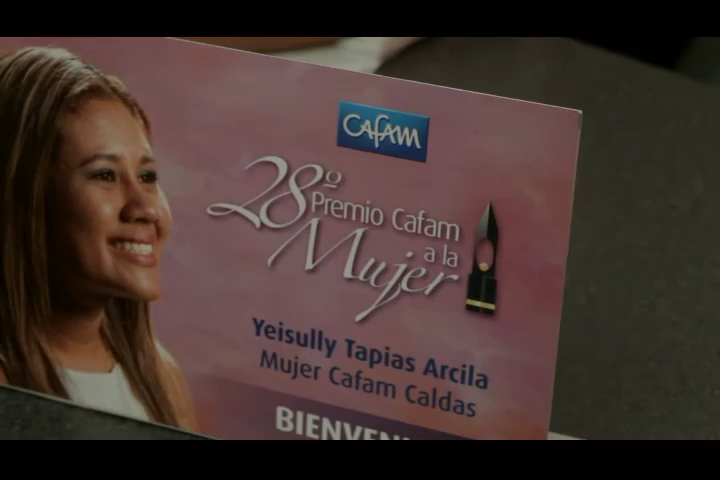 CAFAM
28º
Premio Cafam
a la
Mujer
Yeisully Tapias Arcila
Mujer Cafam Caldas